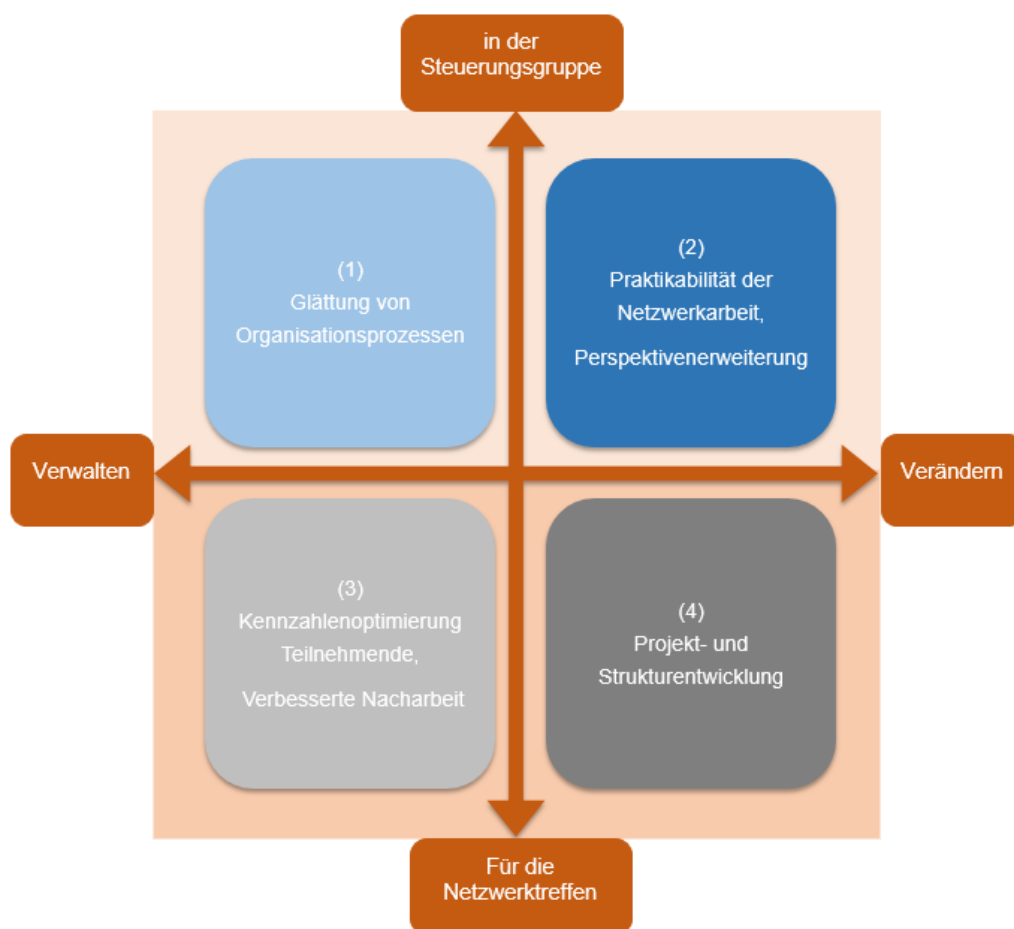 in der
Steuerungsgruppe
(1)
Glättung von
Organisationsprozessen
(2)
Praktikabilität der
Netzwerkarbeit,
Perspektivenerweiterung
Verwalten
Verändern
(3)
Kennzahlenoptimierung
Teilnehmende,
Verbesserte Nacharbeit
(4)
Projekt- und
Strukturentwicklung
Für die
Netzwerktreffen